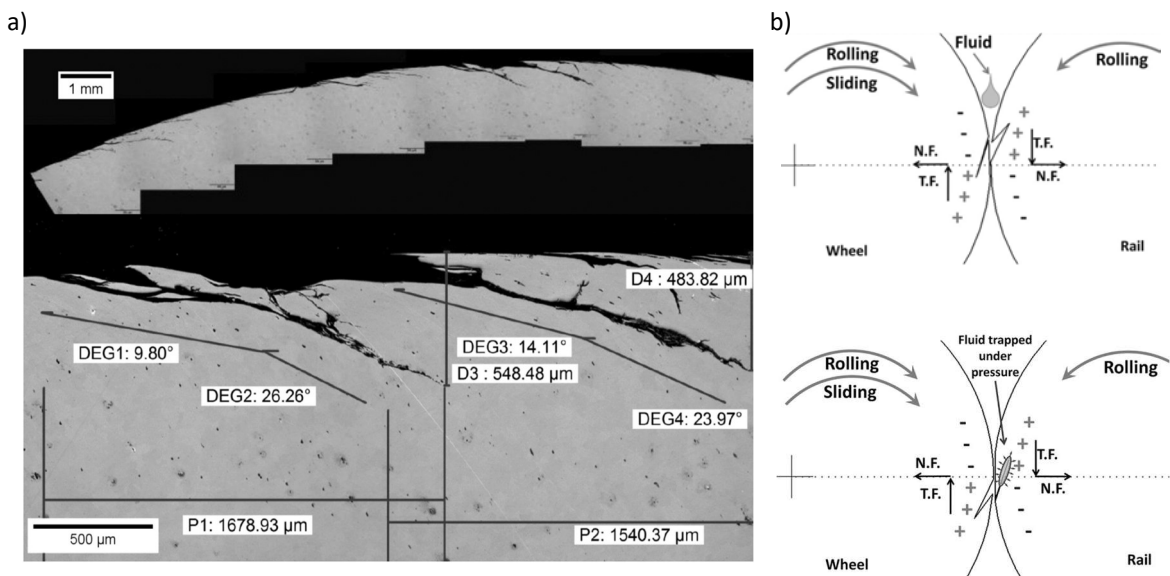 a)
1 mm
D4 : 483.82 µm
DEG1: 9.80°
DEG3: 14.11°
D3 : 548.48 µm
DEG2: 26.26°
DEG4: 23.97°
P1: 1678.93 µm
P2: 1540.37 µm
500 µm
b)
Fluid
Rolling
Sliding
Rolling
- + - + - +
N.F.
T.F.
T.F.
N.F.
+ - + - + -
Wheel
Rail
Fluid trapped
under
pressure
Rolling
Sliding
Rolling
- + - + - +
N.F.
T.F.
T.F.
N.F.
+ - + - + -
Wheel
Rail